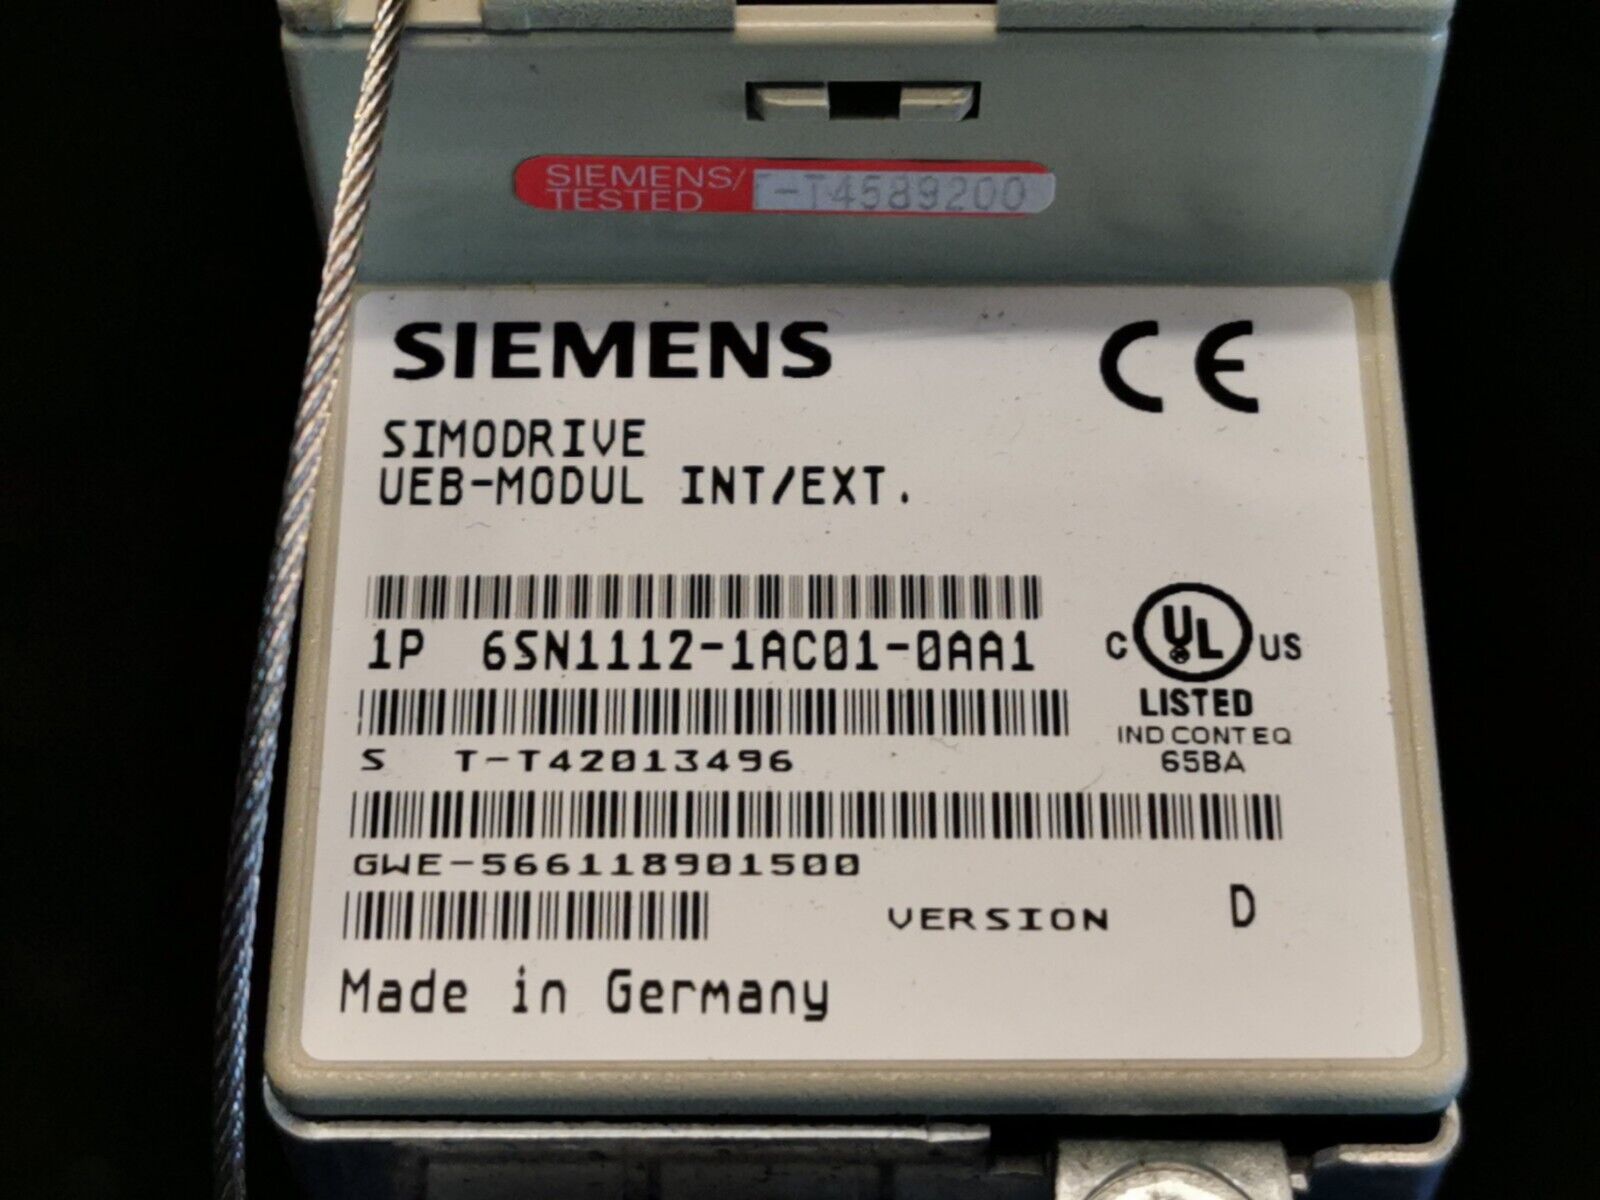 SIEMENS/ T-T4589200
TESTED
SIEMENS CE
SIMODRIVE
UEB-MODUL INT/EXT.
1P 6SN1112-1AC01-0AA1
C UL US
LISTED
IND CONT EQ
65BA
S T-T42013496
GWE-566118901500
VERSION D
Made in Germany